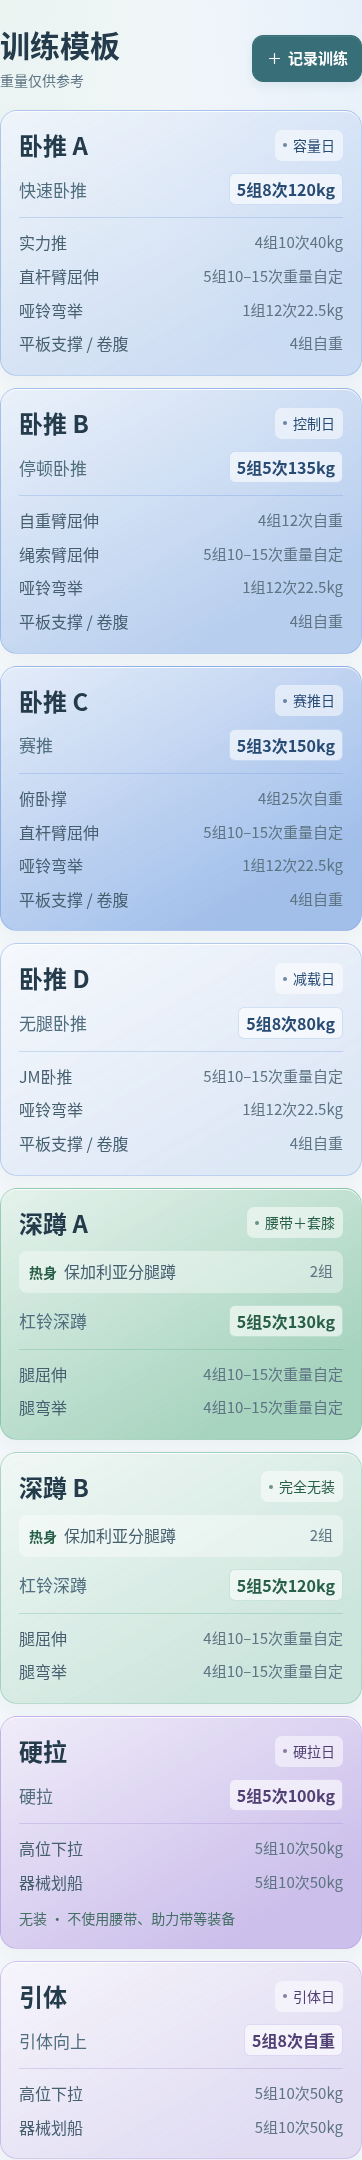 训练模板
＋ 记录训练
重量仅供参考
卧推 A
• 容量日
快速卧推 5组8次120kg
实力推 4组10次40kg
直杆臂屈伸 5组10–15次重量自定
哑铃弯举 1组12次22.5kg
平板支撑 / 卷腹 4组自重
卧推 B
• 控制日
停顿卧推 5组5次135kg
自重臂屈伸 4组12次自重
绳索臂屈伸 5组10–15次重量自定
哑铃弯举 1组12次22.5kg
平板支撑 / 卷腹 4组自重
卧推 C
• 赛推日
赛推 5组3次150kg
俯卧撑 4组25次自重
直杆臂屈伸 5组10–15次重量自定
哑铃弯举 1组12次22.5kg
平板支撑 / 卷腹 4组自重
卧推 D
• 减载日
无腿卧推 5组8次80kg
JM卧推 5组10–15次重量自定
哑铃弯举 1组12次22.5kg
平板支撑 / 卷腹 4组自重
深蹲 A
• 腰带＋套膝
热身 保加利亚分腿蹲 2组
杠铃深蹲 5组5次130kg
腿屈伸 4组10–15次重量自定
腿弯举 4组10–15次重量自定
深蹲 B
• 完全无装
热身 保加利亚分腿蹲 2组
杠铃深蹲 5组5次120kg
腿屈伸 4组10–15次重量自定
腿弯举 4组10–15次重量自定
硬拉
• 硬拉日
硬拉 5组5次100kg
高位下拉 5组10次50kg
器械划船 5组10次50kg
无装 · 不使用腰带、助力带等装备
引体
• 引体日
引体向上 5组8次自重
高位下拉 5组10次50kg
器械划船 5组10次50kg